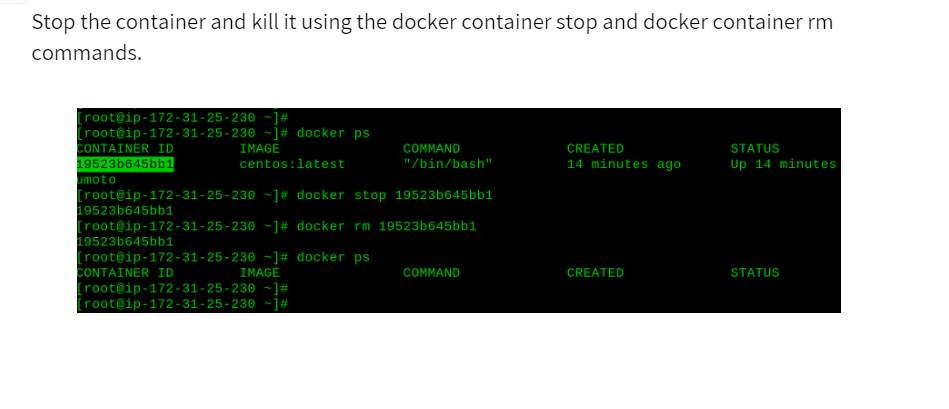 Stop the container and kill it using the docker container stop and docker container rm
commands.
[root@ip-172-31-25-230 ~]#
[root@ip-172-31-25-230 ~]# docker ps
CONTAINER ID IMAGE COMMAND CREATED STATUS
19523b645bb1 centos:latest "/bin/bash" 14 minutes ago Up 14 minutes
umoto
[root@ip-172-31-25-230 ~]# docker stop 19523b645bb1
19523b645bb1
[root@ip-172-31-25-230 ~]# docker rm 19523b645bb1
19523b645bb1
[root@ip-172-31-25-230 ~]# docker ps
CONTAINER ID IMAGE COMMAND CREATED STATUS
[root@ip-172-31-25-230 ~]#
[root@ip-172-31-25-230 ~]#